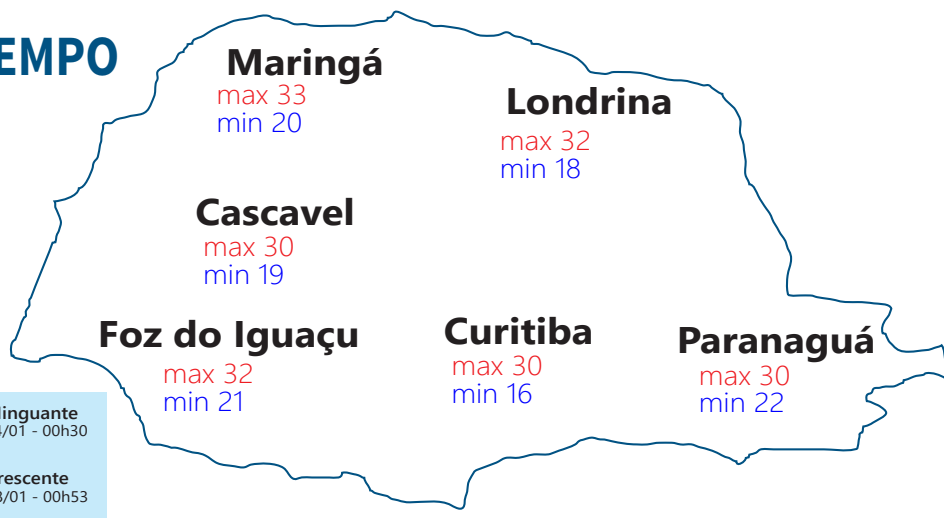 EMPO
Maringá
max 33
min 20
Londrina
max 32
min 18
Cascavel
max 30
min 19
Foz do Iguaçu
max 32
min 21
Curitiba
max 30
min 16
Paranaguá
max 30
min 22
linguante
/01 - 00h30
rescente
/01 - 00h53